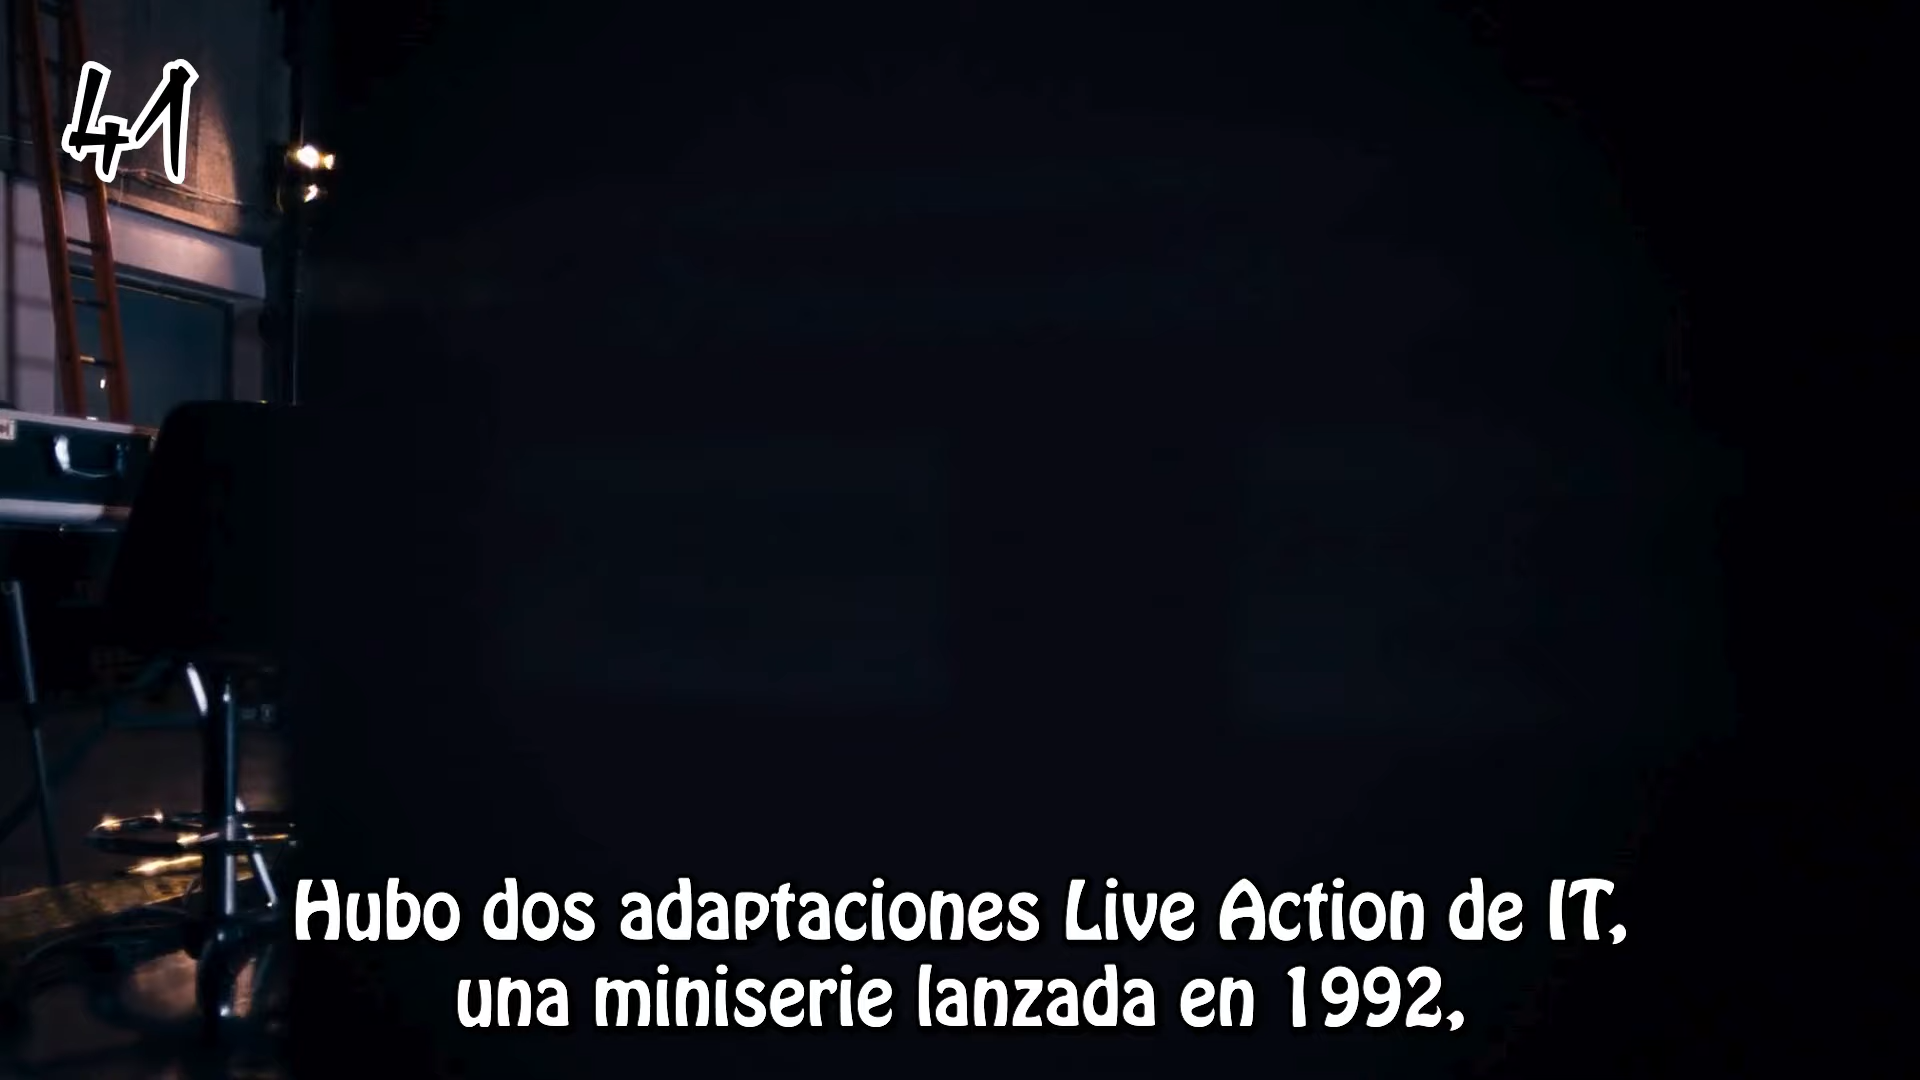 41
Hubo dos adaptaciones Live Action de IT,
una miniserie lanzada en 1992,